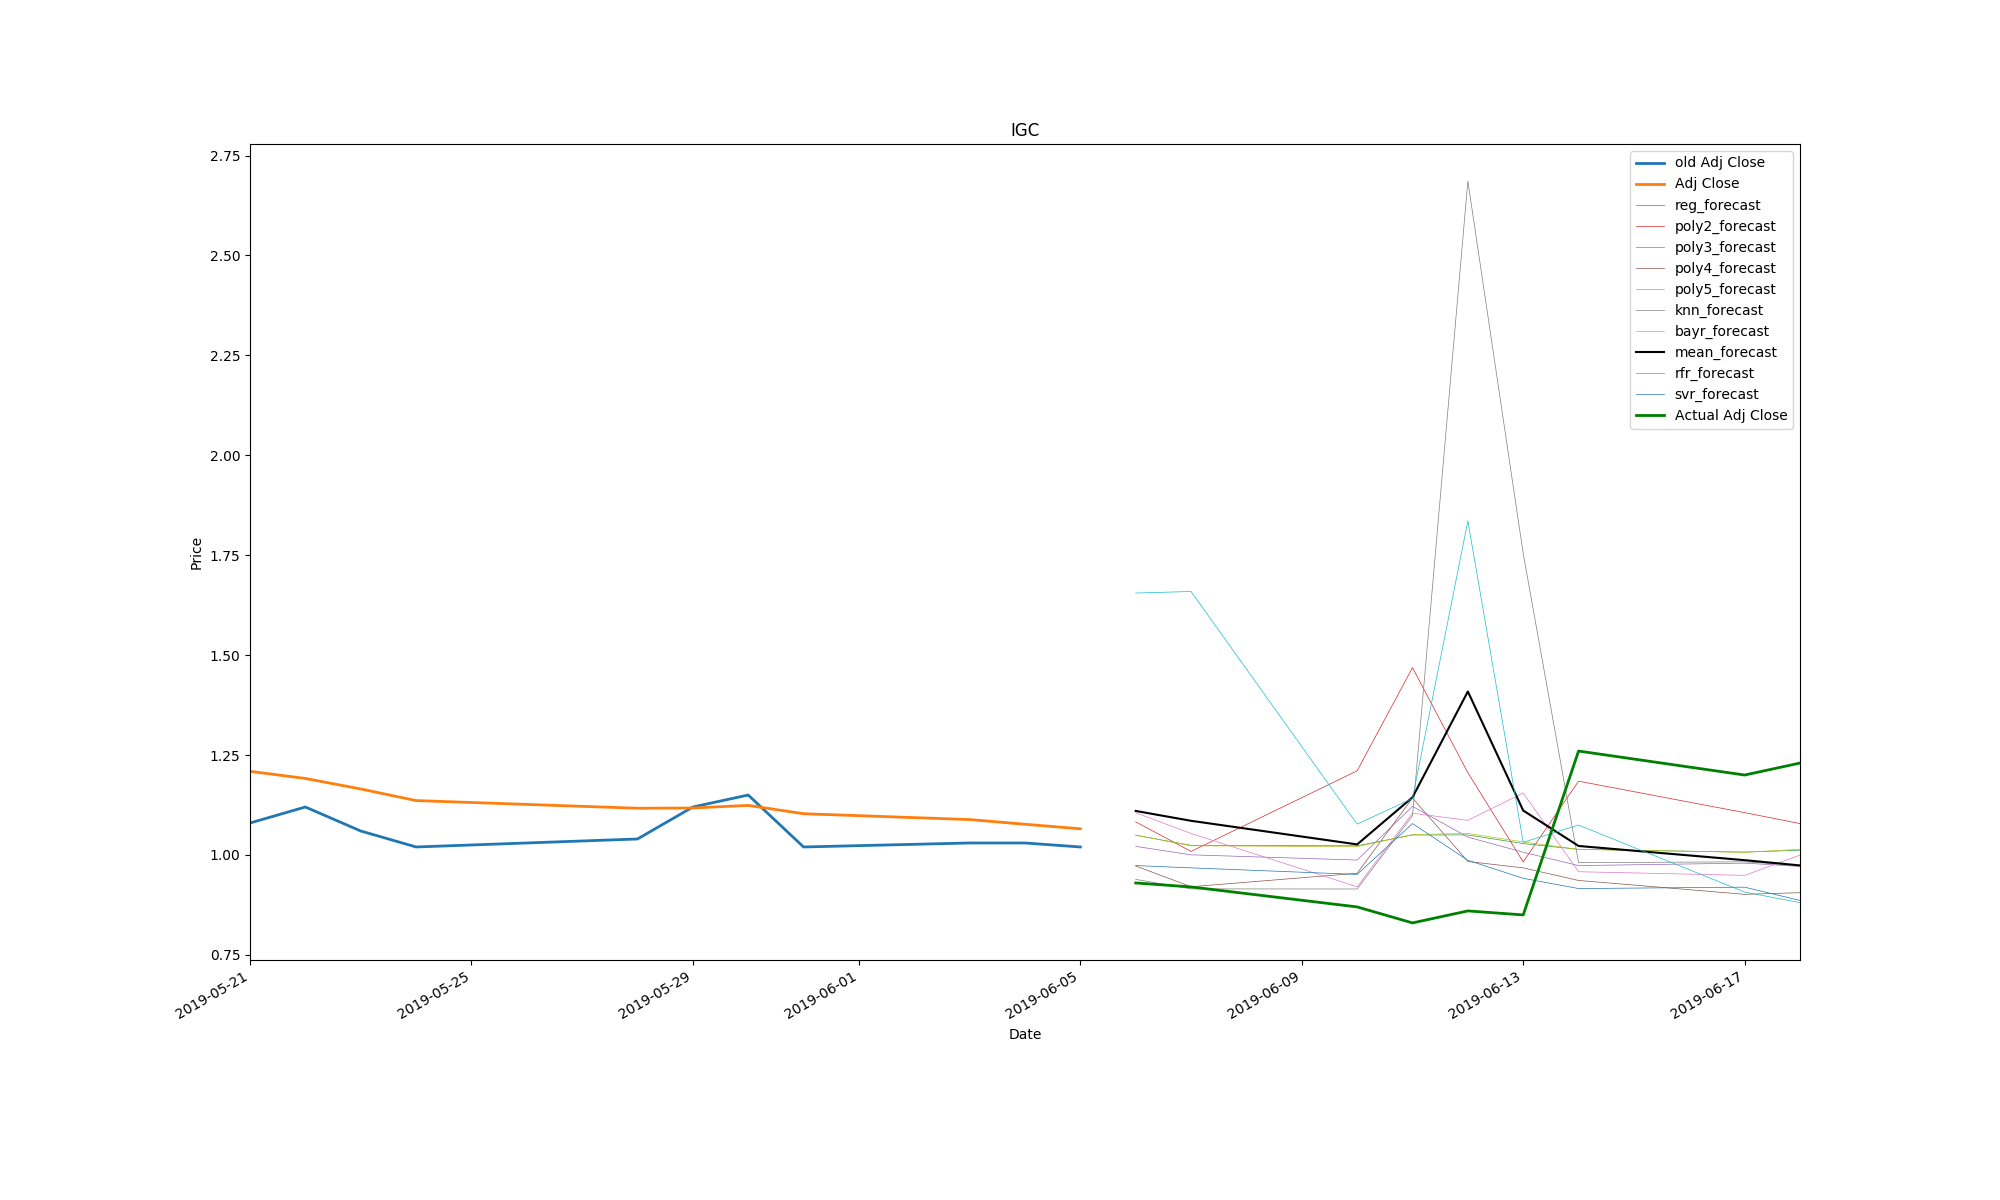 IGC
2.75
2.50
2.25
2.00
1.75
1.50
1.25
1.00
0.75
Price
old Adj Close
Adj Close
reg_forecast
poly2_forecast
poly3_forecast
poly4_forecast
poly5_forecast
knn_forecast
bayr_forecast
mean_forecast
rfr_forecast
svr_forecast
Actual Adj Close
2019-05-21
2019-05-25
2019-05-29
2019-06-01
2019-06-05
2019-06-09
2019-06-13
2019-06-17
Date